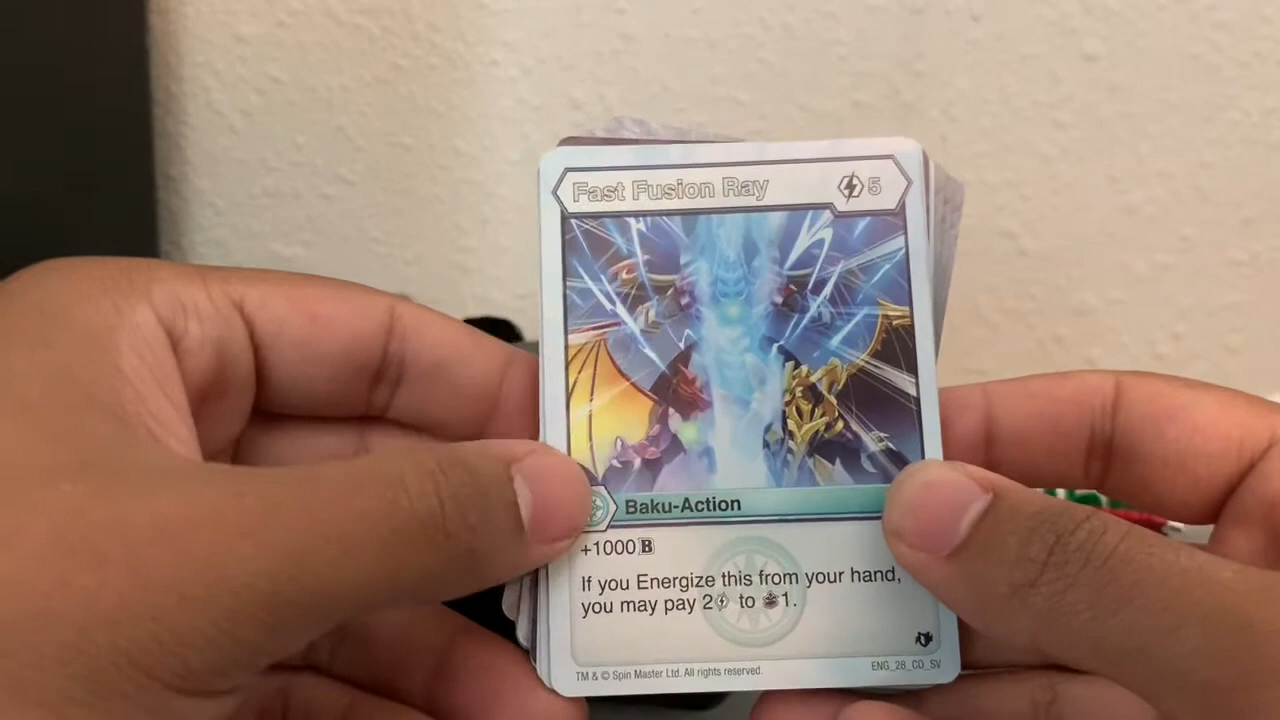 Fast Fusion Ray
5
Baku-Action
+1000 B
If you Energize this from your hand,
you may pay 2 to 1.
TM & © Spin Master Ltd. All rights reserved.
ENG_28_CO_SV